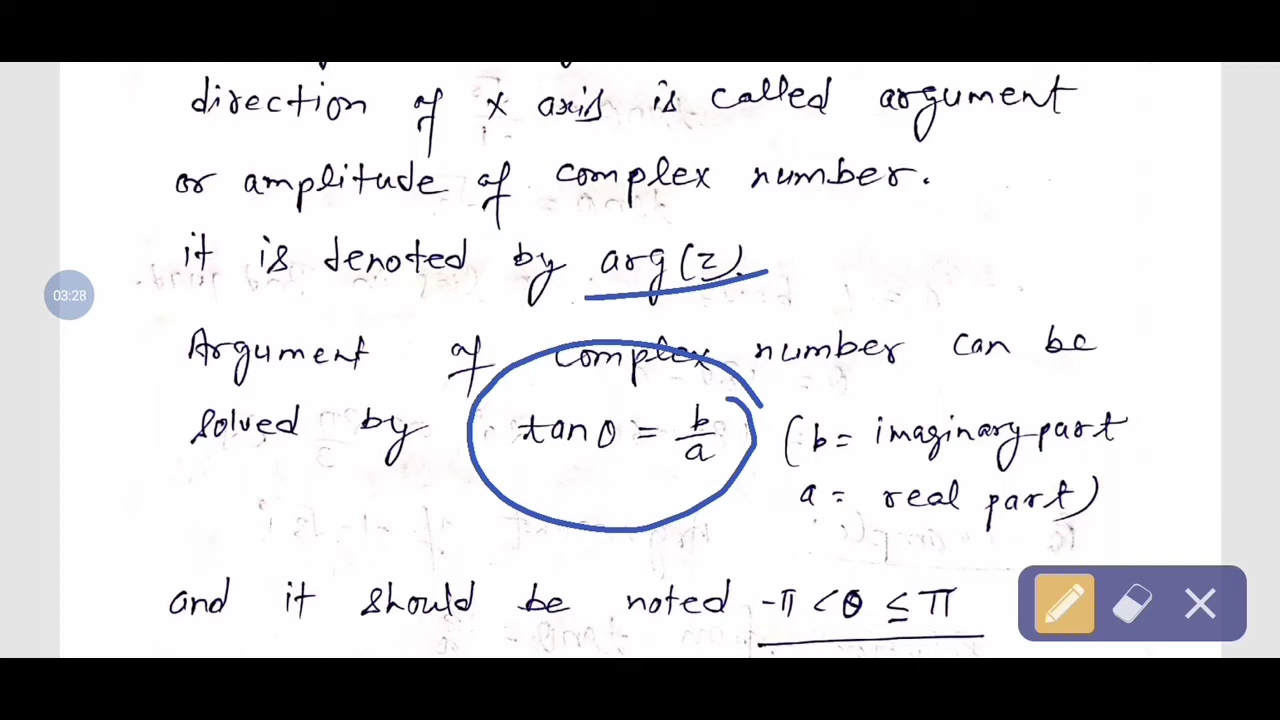 direction of x axis is called argument
or amplitude of complex number.
it is denoted by arg(z).
03:28
Argument of complex number can be
solved by tanθ = b/a (b = imaginary part
a = real part)
and it should be noted -π < θ ≤ π